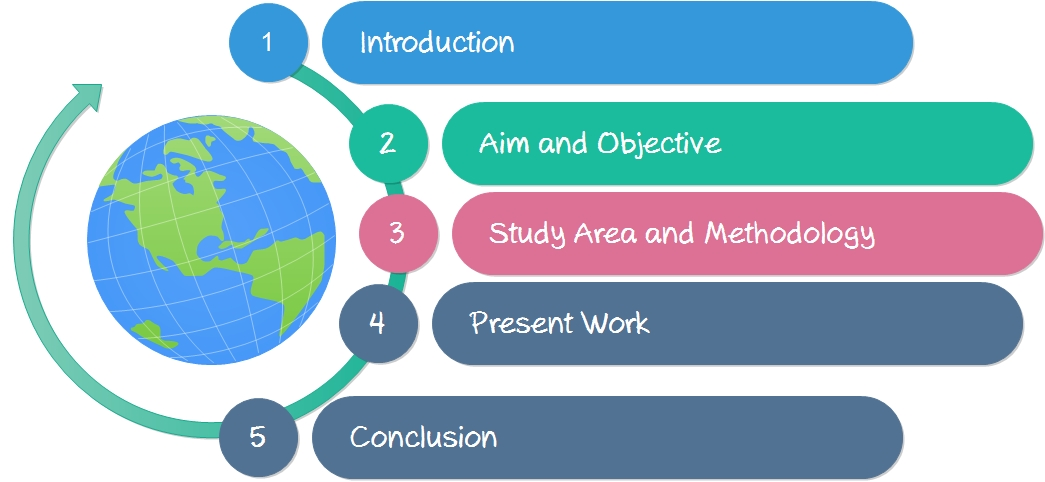 1 Introduction
2 Aim and Objective
3 Study Area and Methodology
4 Present Work
5 Conclusion